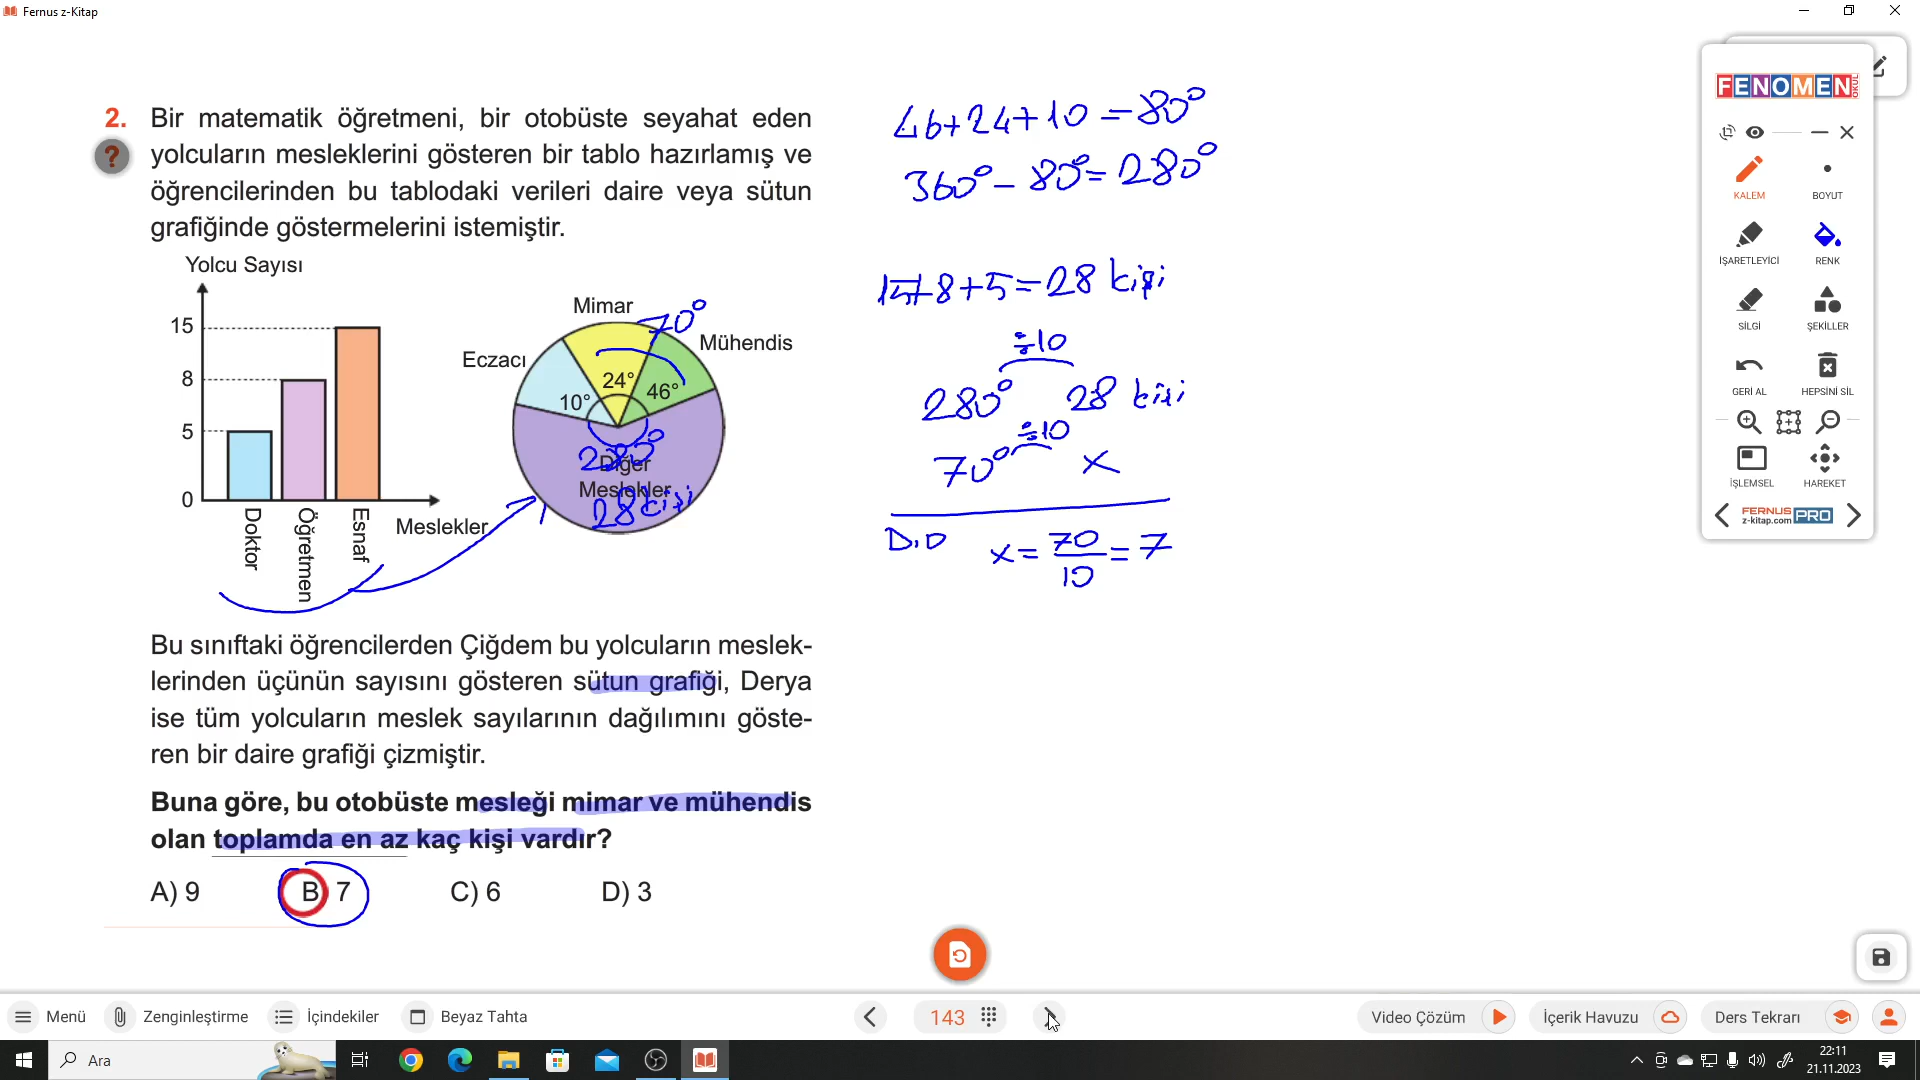 Fernus z-Kitap
2. Bir matematik öğretmeni, bir otobüste seyahat eden
? yolcuların mesleklerini gösteren bir tablo hazırlamış ve
öğrencilerinden bu tablodaki verileri daire veya sütun
grafiğinde göstermelerini istemiştir.
Yolcu Sayısı
15
8
5
0
Doktor
Öğretmen
Esnaf
Meslekler
Mimar
70°
Mühendis
Eczacı
24°
46°
10°
280°
Diğer
Meslekler
28 kişi
46+24+10=80°
360°-80°=280°
15+8+5=28 kişi
÷10
280° 28 kişi
÷10
70° x
D.O x=70/10=7
Bu sınıftaki öğrencilerden Çiğdem bu yolcuların meslek-
lerinden üçünün sayısını gösteren sütun grafiği, Derya
ise tüm yolcuların meslek sayılarının dağılımını göste-
ren bir daire grafiği çizmiştir.
Buna göre, bu otobüste mesleği mimar ve mühendis
olan toplamda en az kaç kişi vardır?
A) 9 B) 7 C) 6 D) 3
FENOMEN OKUL
KALEM BOYUT
İŞARETLEYİCİ RENK
SİLGİ ŞEKİLLER
GERİ AL HEPSİNİ SİL
İŞLEMSEL HAREKET
FERNUS
z-kitap.com PRO
Menü Zenginleştirme İçindekiler Beyaz Tahta 143 Video Çözüm İçerik Havuzu Ders Tekrarı
Ara 22:11
21.11.2023